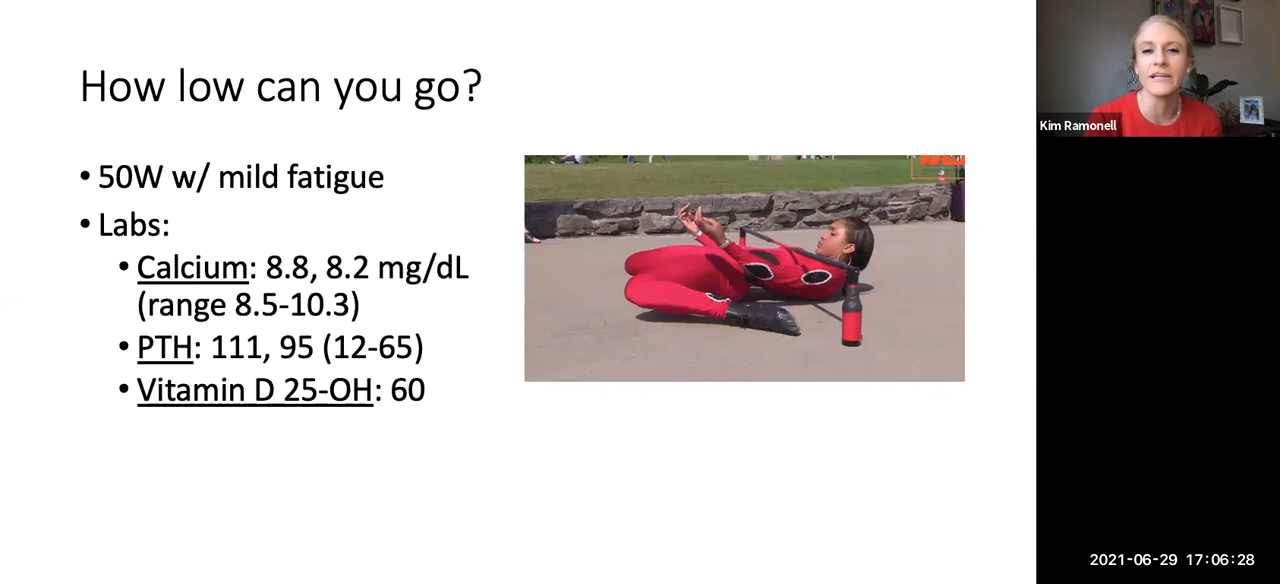 How low can you go?
• 50W w/ mild fatigue
• Labs:
• Calcium: 8.8, 8.2 mg/dL
(range 8.5-10.3)
• PTH: 111, 95 (12-65)
• Vitamin D 25-OH: 60
Kim Ramonell
2021-06-29 17:06:28